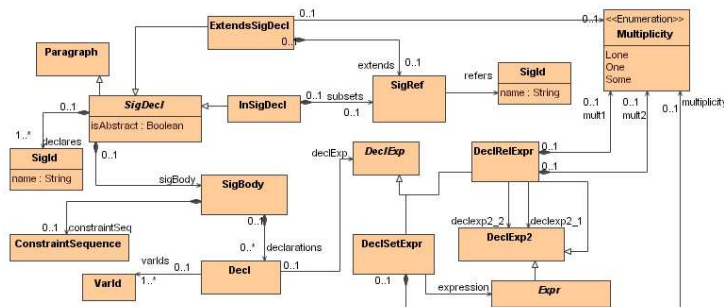 ExtendsSigDecl
0..1
0..1
0..1
<<Enumeration>>
Multiplicity
Lone
One
Some
Paragraph
extends
0..1
refers
SigDecl
isAbstract : Boolean
0..1
InSigDecl
0..1
subsets
0..1
SigRef
SigId
name : String
0..1
mult1
0..1
mult2
multiplicity
0..1
1..*
declares
0..1
SigId
name : String
declExp
DeclExp
DeclRelExpr
0..1
0..1
sigBody
SigBody
0..1
0..1
constraintSeq
ConstraintSequence
0..*
declarations
declexp2_2
declexp2_1
DeclSetExpr
0..1
DeclExp2
varIds
0..1
1..*
VarId
Decl
0..1
expression
Expr